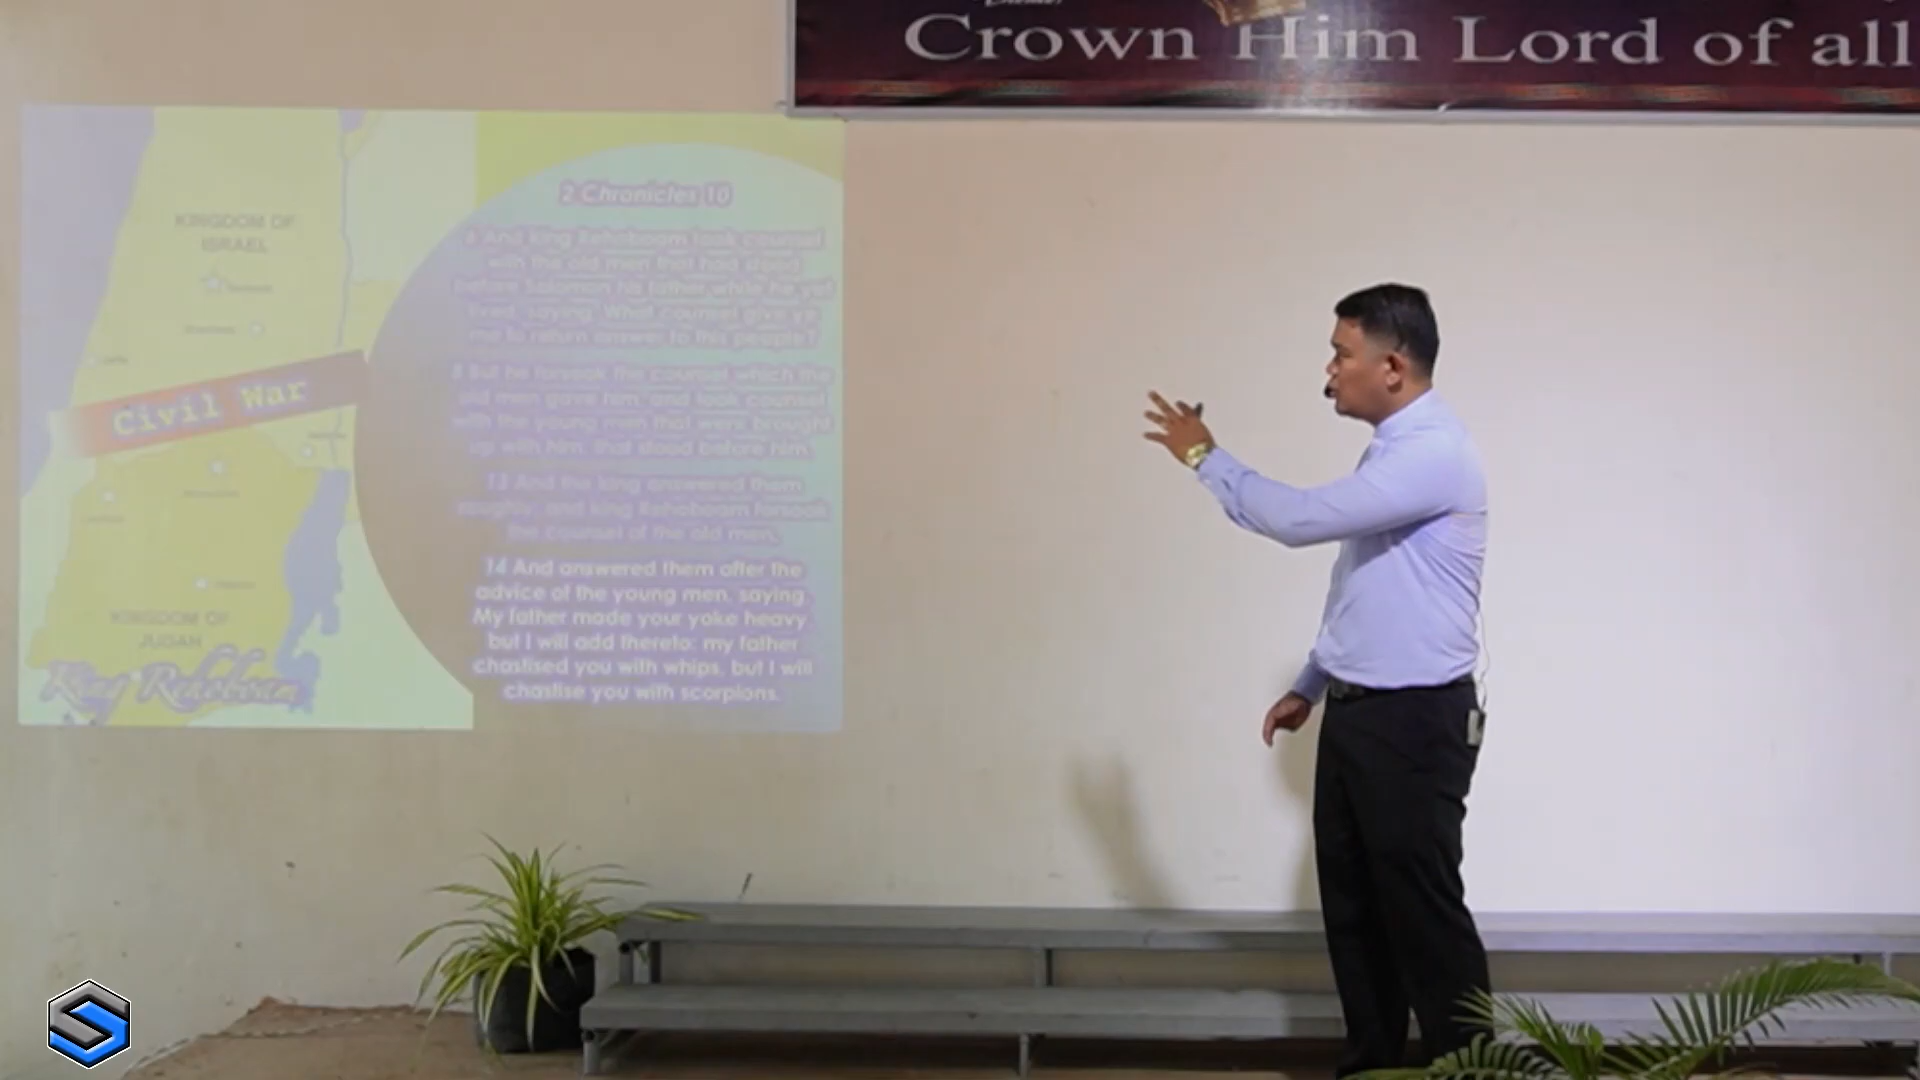 Crown Him Lord of all
KINGDOM OF
ISRAEL
Civil War
KINGDOM OF
JUDAH
King Rehoboam
2 Chronicles 10
6 And king Rehoboam took counsel
with the old men that had stood
before Solomon his father while he yet
lived, saying, What counsel give ye
me to return answer to this people?
8 But he forsook the counsel which the
old men gave him, and took counsel
with the young men that were brought
up with him, that stood before him.
13 And the king answered them
roughly; and king Rehoboam forsook
the counsel of the old men,
14 And answered them after the
advice of the young men, saying,
My father made your yoke heavy
but I will add thereto: my father
chastised you with whips, but I will
chastise you with scorpions.